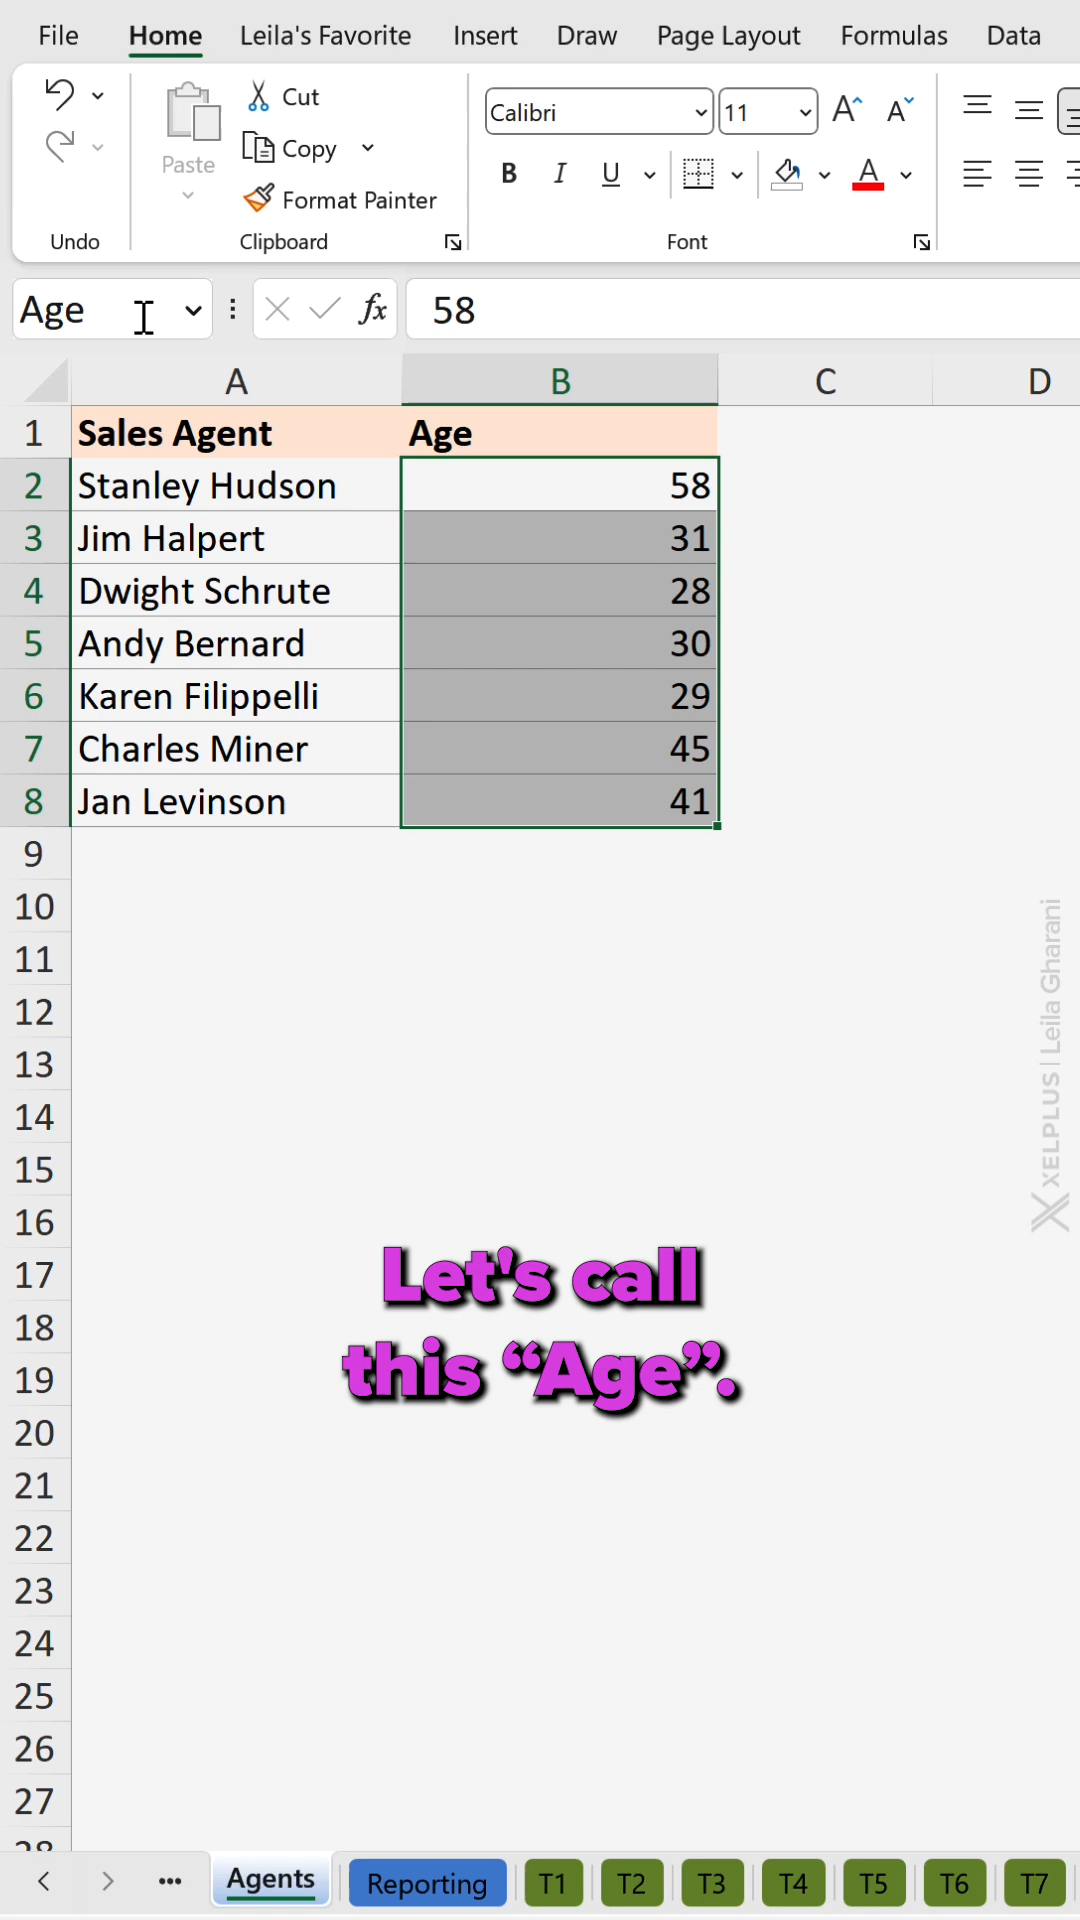 File Home Leila's Favorite Insert Draw Page Layout Formulas Data
Cut
Copy
Format Painter
Paste
Undo
Clipboard
Calibri 11
B I U
Font
Age fx 58
A B C D
1 Sales Agent Age
2 Stanley Hudson 58
3 Jim Halpert 31
4 Dwight Schrute 28
5 Andy Bernard 30
6 Karen Filippelli 29
7 Charles Miner 45
8 Jan Levinson 41
9
10
11
12
13
14
15
16
17
18
19
20
21
22
23
24
25
26
27
28
XELPLUS | Leila Gharani
Let's call
this “Age”.
Agents Reporting T1 T2 T3 T4 T5 T6 T7